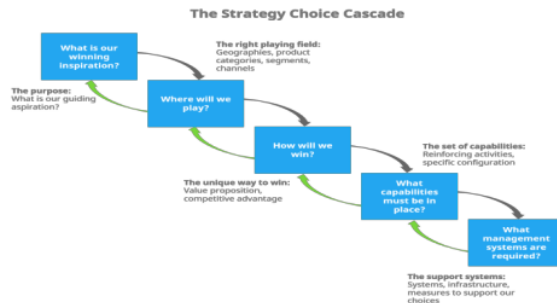 The Strategy Choice Cascade
What is our
winning
inspiration?
The right playing field:
Geographies, product
categories, segments,
channels
The purpose:
What is our guiding
aspiration?
Where will we
play?
How will we
win?
The set of capabilities:
Reinforcing activities,
specific configuration
The unique way to win:
Value proposition,
competitive advantage
What
capabilities
must be in
place?
What
management
systems are
required?
The support systems:
Systems, infrastructure,
measures to support our
choices